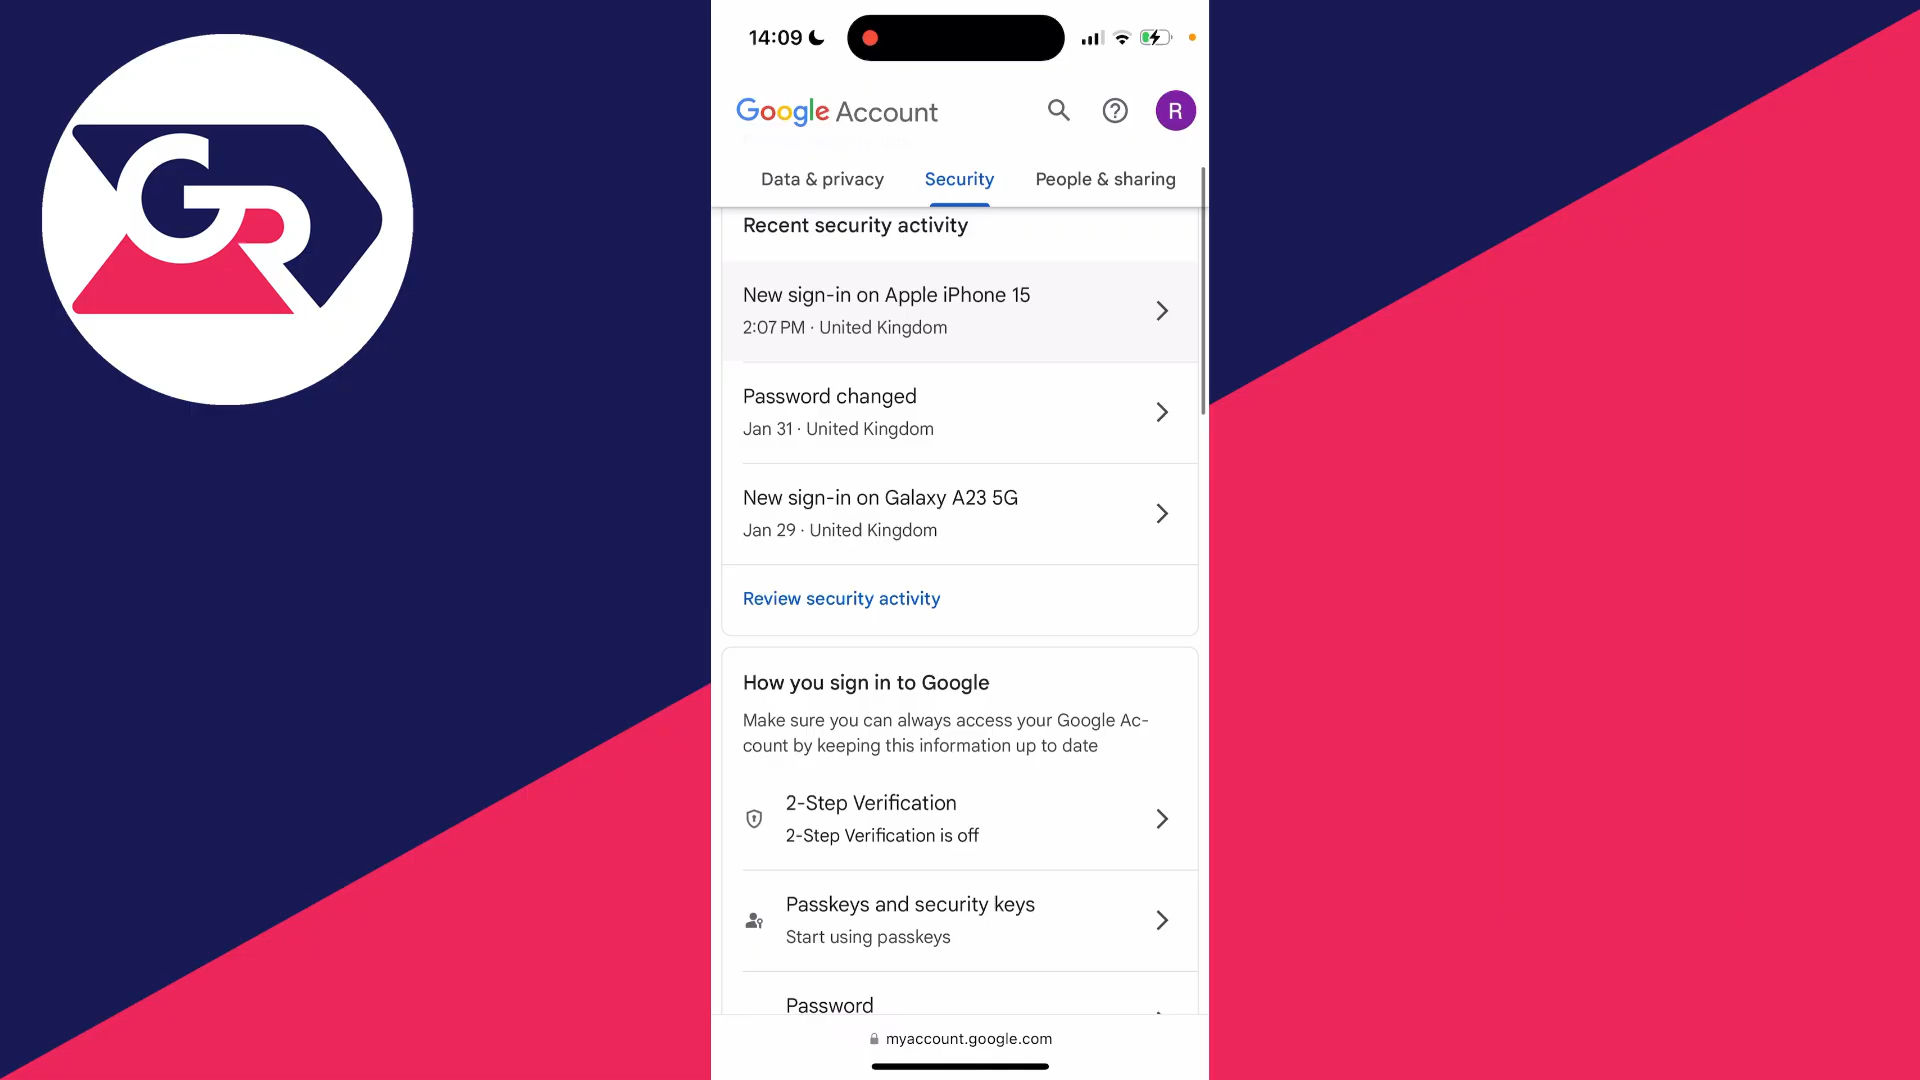 GR
14:09
Google Account
R
Data & privacy
Security
People & sharing
Recent security activity
New sign-in on Apple iPhone 15
2:07 PM · United Kingdom
Password changed
Jan 31 · United Kingdom
New sign-in on Galaxy A23 5G
Jan 29 · United Kingdom
Review security activity
How you sign in to Google
Make sure you can always access your Google Ac-
count by keeping this information up to date
2-Step Verification
2-Step Verification is off
Passkeys and security keys
Start using passkeys
Password
myaccount.google.com